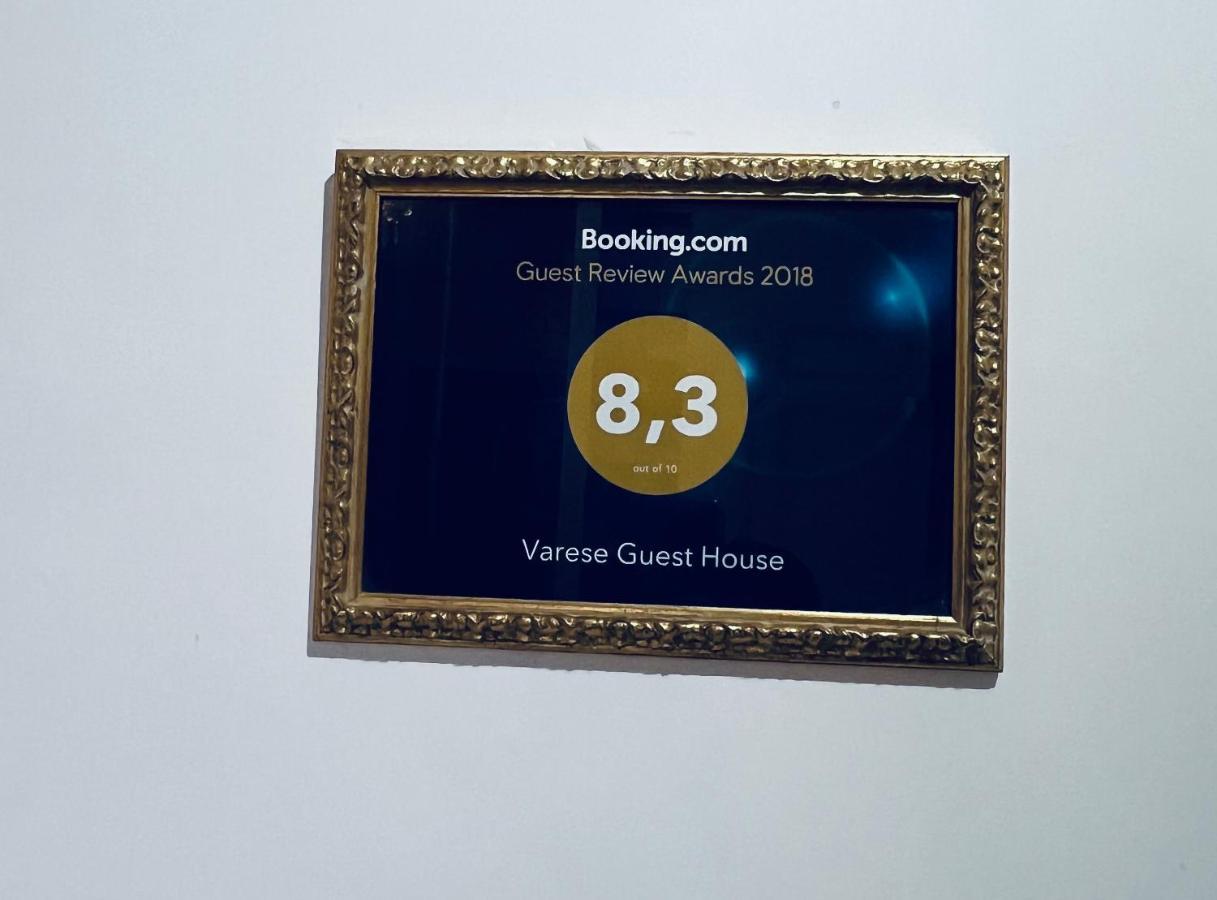 Booking.com
Guest Review Awards 2018
8,3
out of 10
Varese Guest House